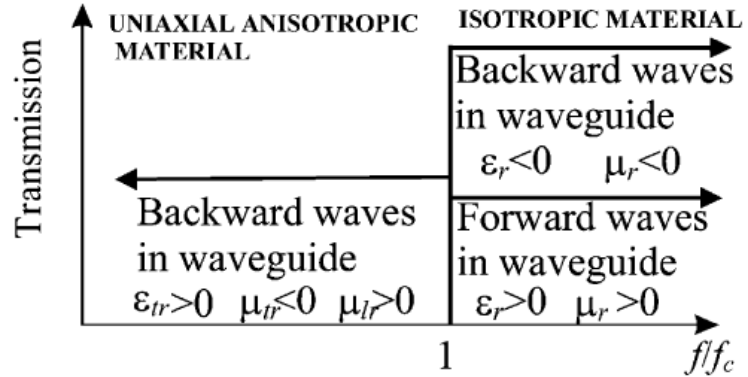 Transmission
UNIAXIAL ANISOTROPIC
MATERIAL
Backward waves
in waveguide
εtr>0 μtr<0 μlr>0
ISOTROPIC MATERIAL
Backward waves
in waveguide
εr<0 μr<0
Forward waves
in waveguide
εr>0 μr>0
1
f/fc